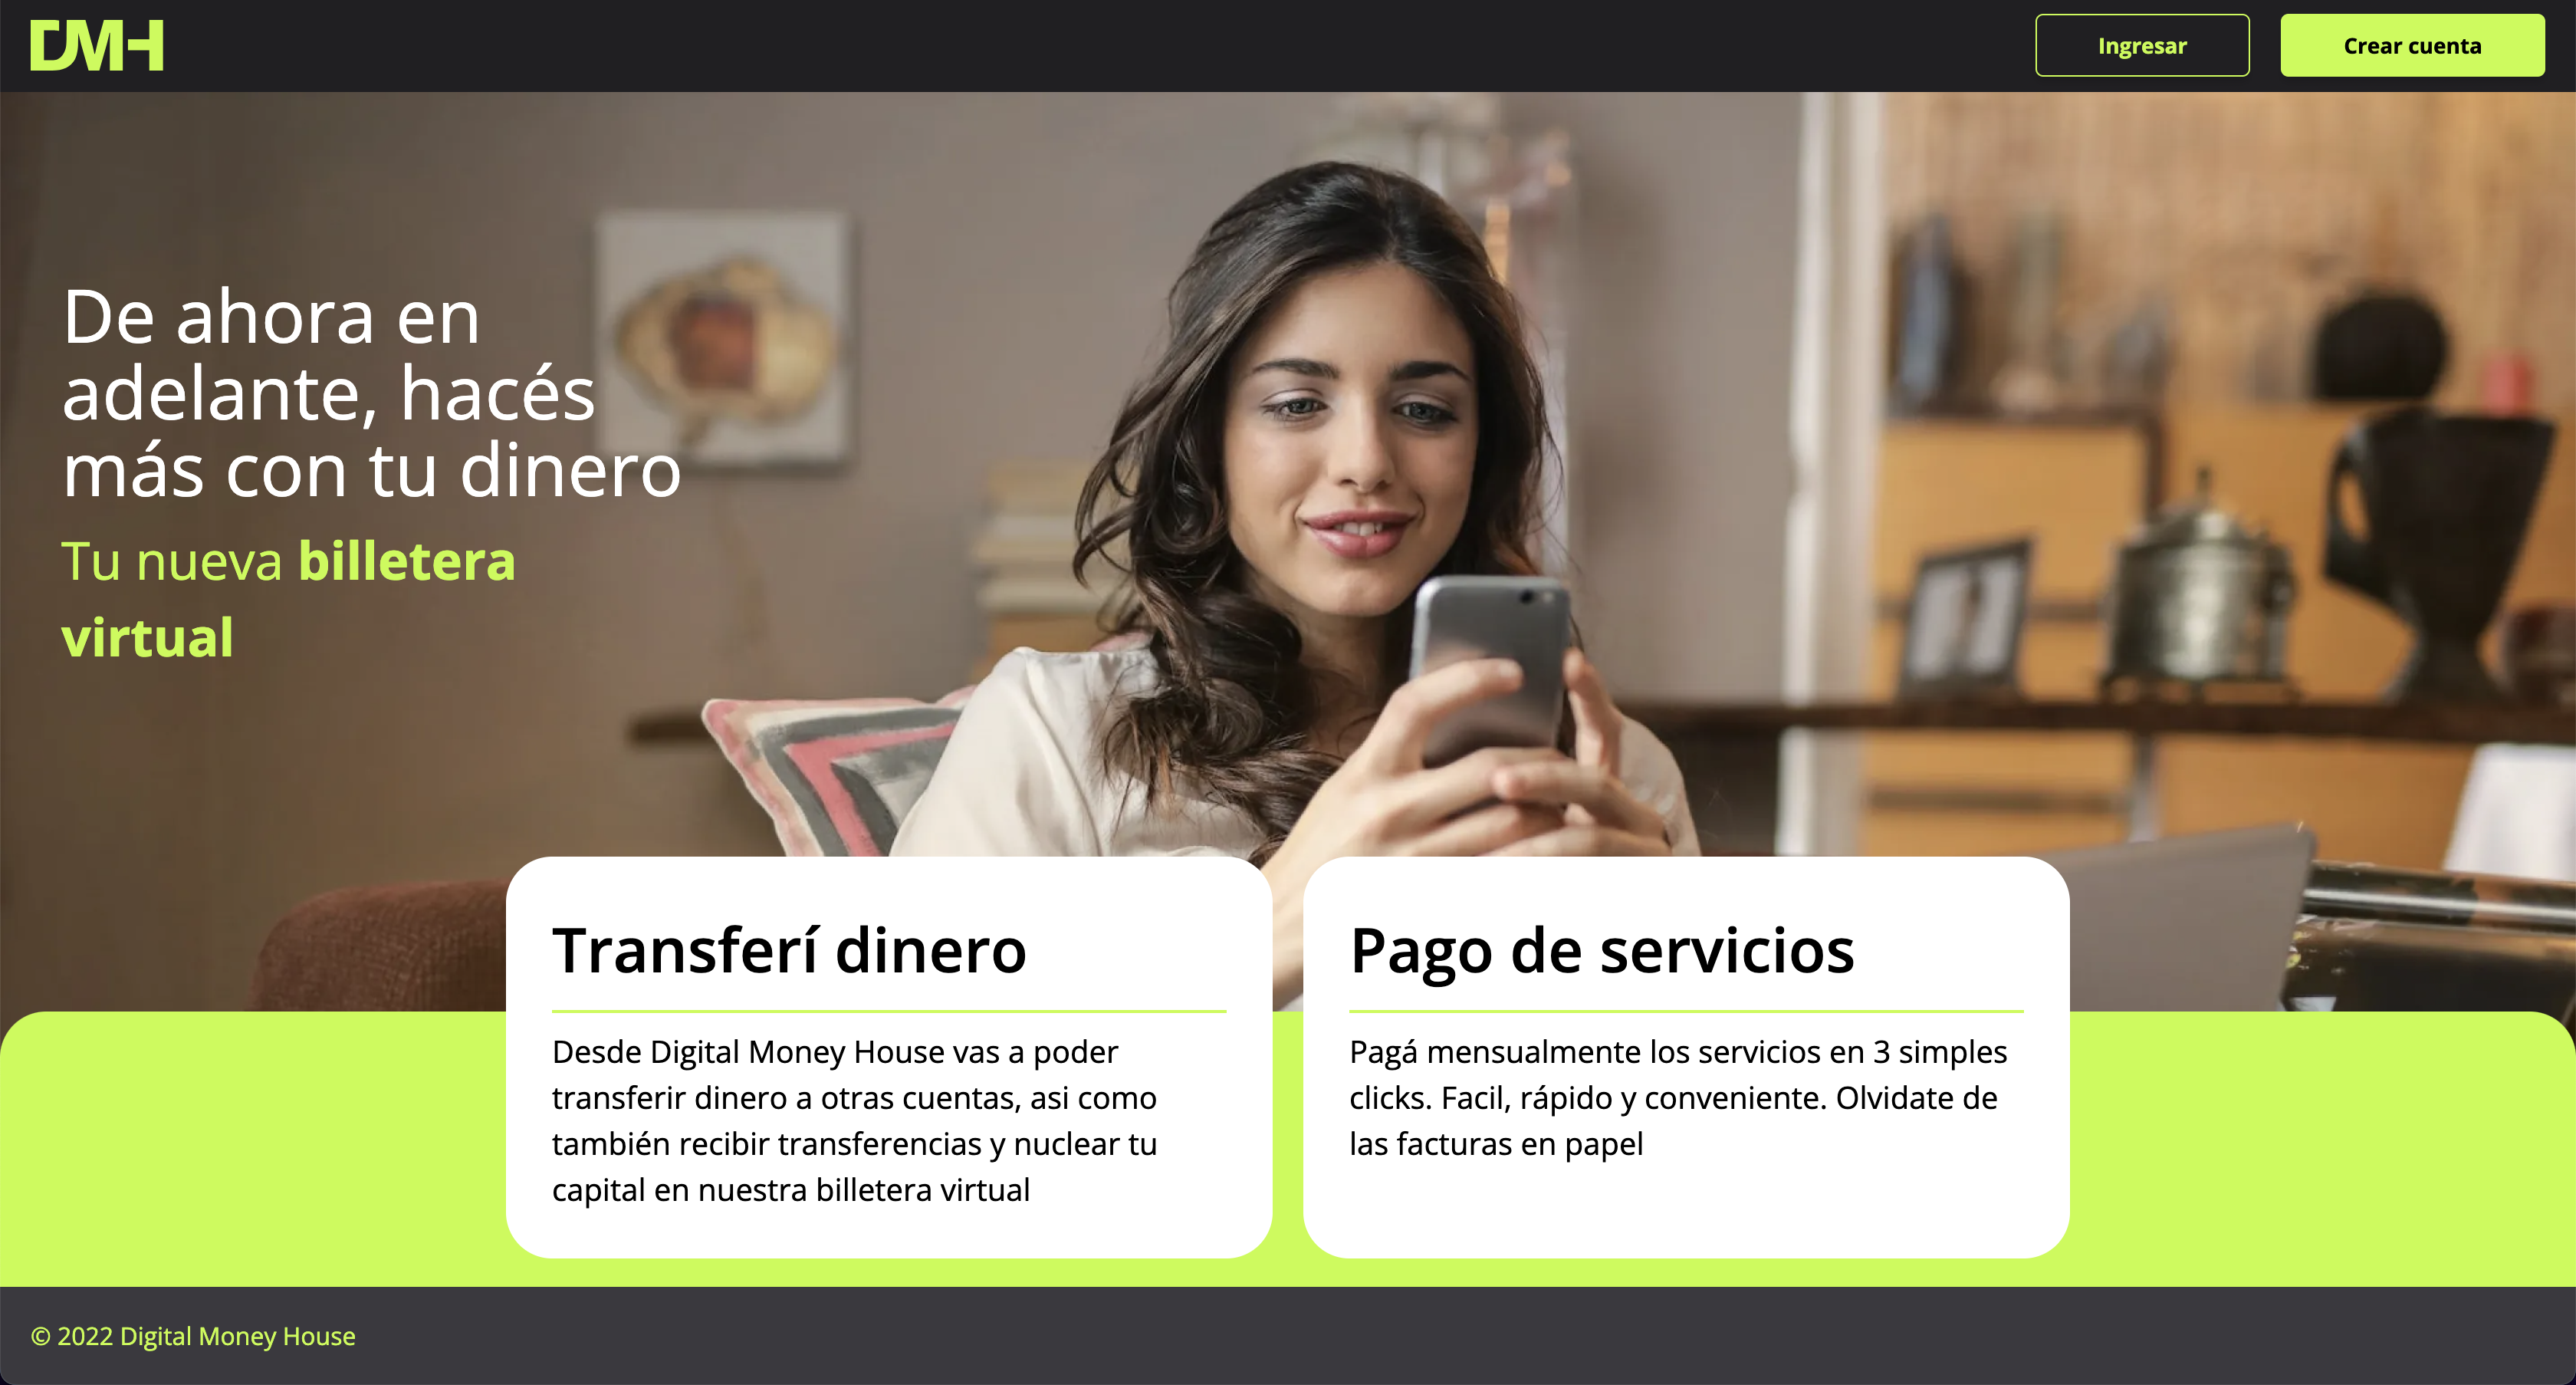 DMH
Ingresar
Crear cuenta
De ahora en
adelante, hacés
más con tu dinero
Tu nueva billetera
virtual
Transferí dinero
Desde Digital Money House vas a poder
transferir dinero a otras cuentas, asi como
también recibir transferencias y nuclear tu
capital en nuestra billetera virtual
Pago de servicios
Pagá mensualmente los servicios en 3 simples
clicks. Facil, rápido y conveniente. Olvidate de
las facturas en papel
© 2022 Digital Money House